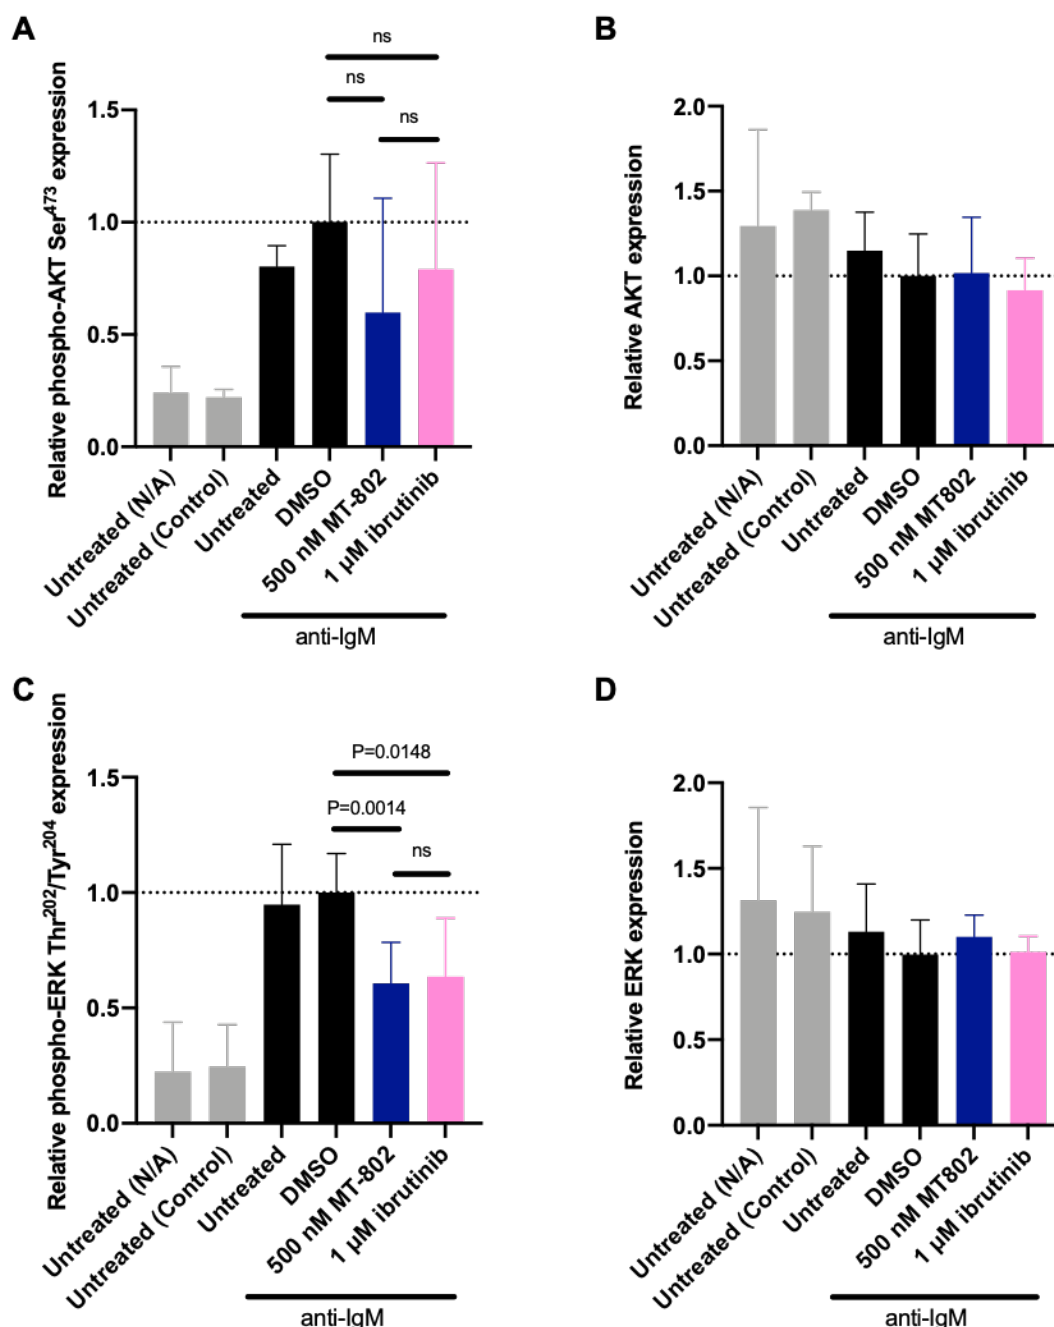 A
ns
ns
ns
Relative phospho-AKT Ser473 expression
1.5
1.0
0.5
0.0
Untreated (N/A)
Untreated (Control)
Untreated
DMSO
500 nM MT-802
1 µM ibrutinib
anti-IgM
B
Relative AKT expression
2.0
1.5
1.0
0.5
0.0
Untreated (N/A)
Untreated (Control)
Untreated
DMSO
500 nM MT802
1 µM ibrutinib
anti-IgM
C
P=0.0148
P=0.0014
ns
Relative phospho-ERK Thr202/Tyr204 expression
1.5
1.0
0.5
0.0
Untreated (N/A)
Untreated (Control)
Untreated
DMSO
500 nM MT-802
1 µM ibrutinib
anti-IgM
D
Relative ERK expression
2.0
1.5
1.0
0.5
0.0
Untreated (N/A)
Untreated (Control)
Untreated
DMSO
500 nM MT802
1 µM ibrutinib
anti-IgM